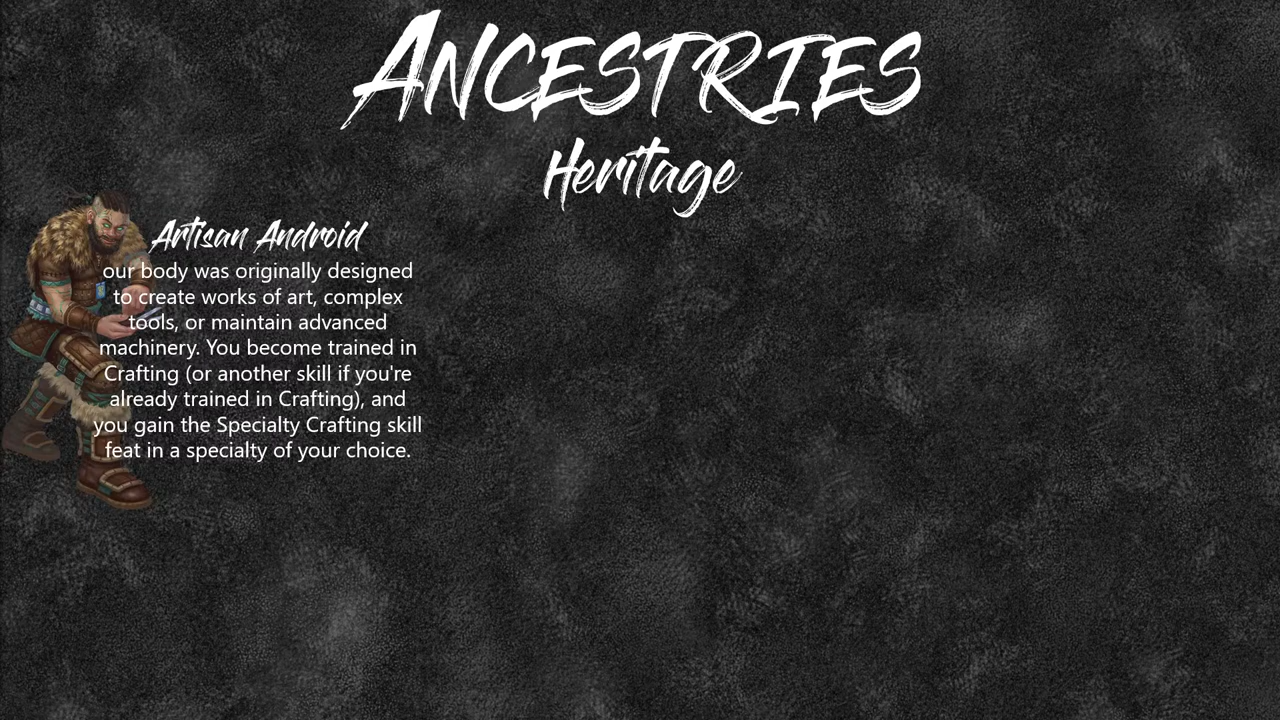 ANCESTRIES
Heritage
Artisan Android
our body was originally designed
to create works of art, complex
tools, or maintain advanced
machinery. You become trained in
Crafting (or another skill if you're
already trained in Crafting), and
you gain the Specialty Crafting skill
feat in a specialty of your choice.